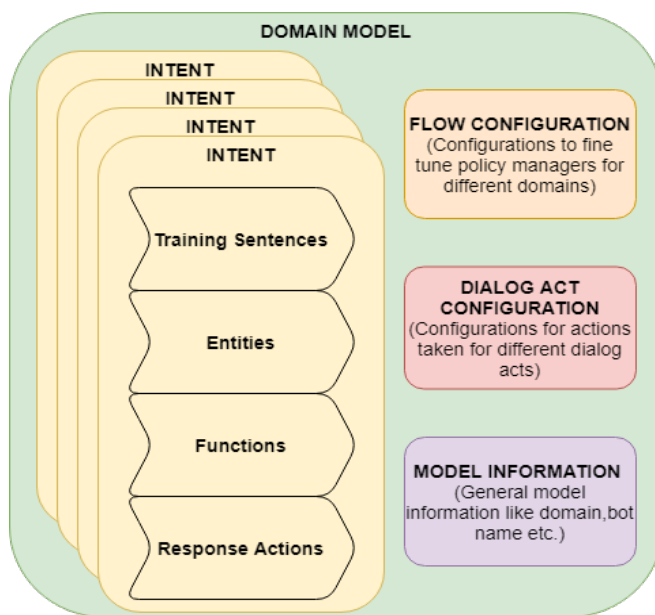 DOMAIN MODEL
INTENT
INTENT
INTENT
INTENT
Training Sentences
Entities
Functions
Response Actions
FLOW CONFIGURATION
(Configurations to fine
tune policy managers for
different domains)
DIALOG ACT
CONFIGURATION
(Configurations for actions
taken for different dialog
acts)
MODEL INFORMATION
(General model
information like domain,bot
name etc.)